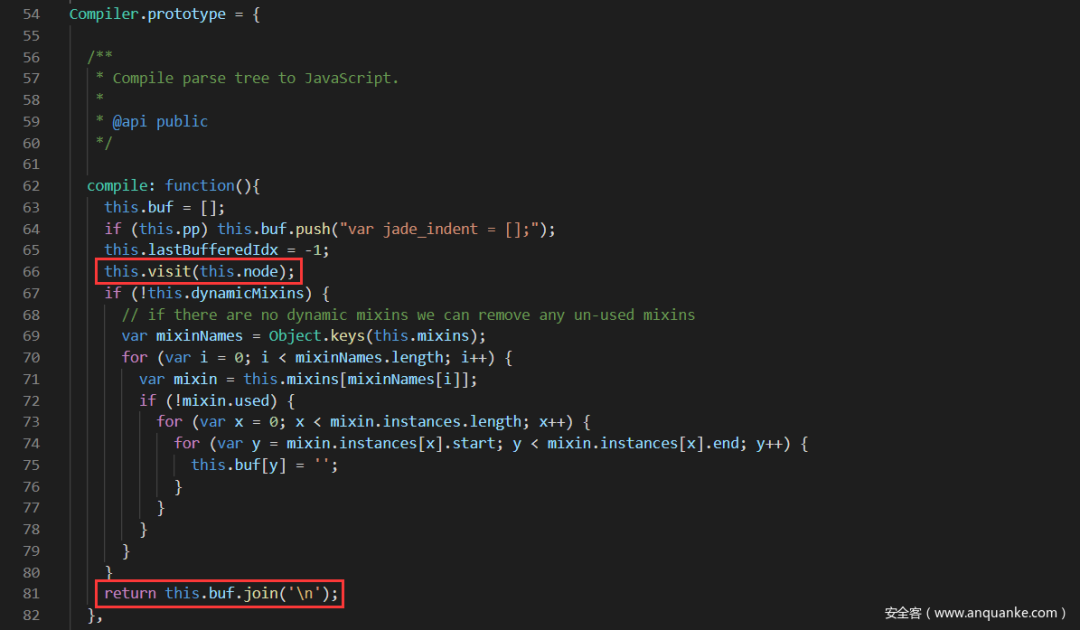 54 Compiler.prototype = {
55
56 /**
57 * Compile parse tree to JavaScript.
58 *
59 * @api public
60 */
61
62 compile: function(){
63 this.buf = [];
64 if (this.pp) this.buf.push("var jade_indent = [];");
65 this.lastBufferedIdx = -1;
66 this.visit(this.node);
67 if (!this.dynamicMixins) {
68 // if there are no dynamic mixins we can remove any un-used mixins
69 var mixinNames = Object.keys(this.mixins);
70 for (var i = 0; i < mixinNames.length; i++) {
71 var mixin = this.mixins[mixinNames[i]];
72 if (!mixin.used) {
73 for (var x = 0; x < mixin.instances.length; x++) {
74 for (var y = mixin.instances[x].start; y < mixin.instances[x].end; y++) {
75 this.buf[y] = '';
76 }
77 }
78 }
79 }
80 }
81 return this.buf.join('\n');
82 },
安全客 ( www.anquanke.com )